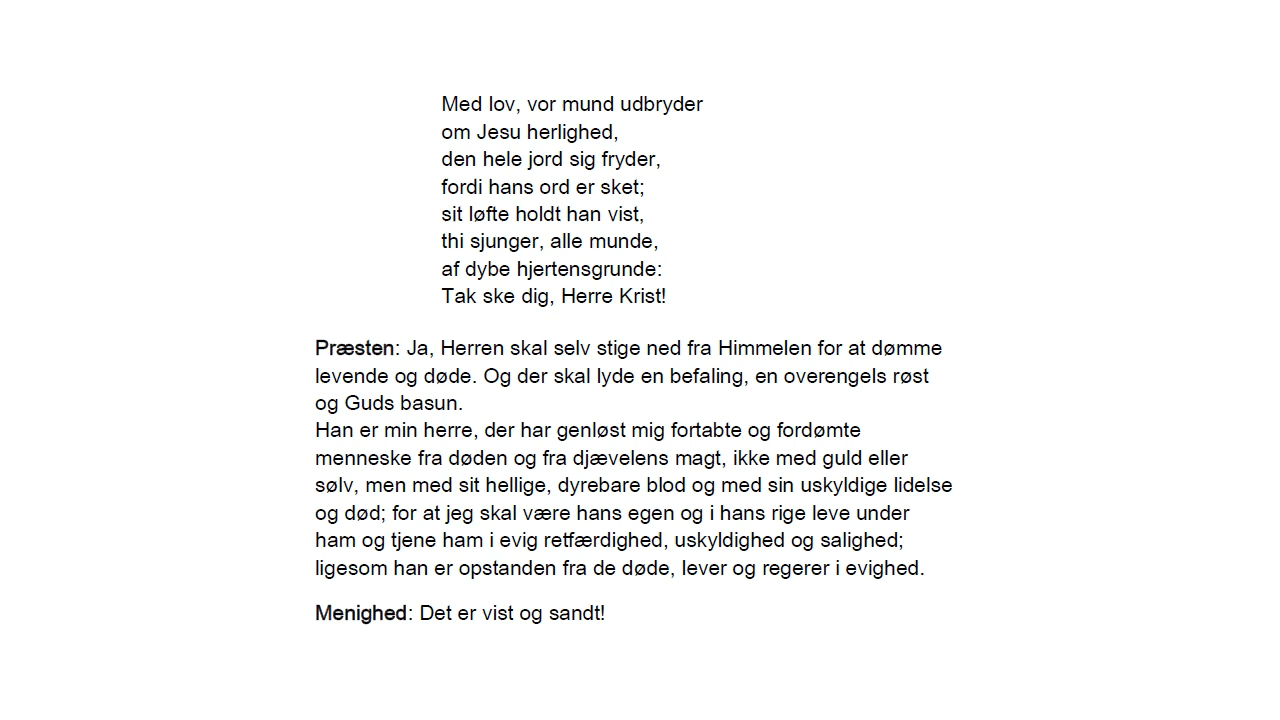 Med lov, vor mund udbryder
om Jesu herlighed,
den hele jord sig fryder,
fordi hans ord er sket;
sit løfte holdt han vist,
thi sjunger, alle munde,
af dybe hjertensgrunde:
Tak ske dig, Herre Krist!
Præsten: Ja, Herren skal selv stige ned fra Himmelen for at dømme
levende og døde. Og der skal lyde en befaling, en overengels røst
og Guds basun.
Han er min herre, der har genløst mig fortabte og fordømte
menneske fra døden og fra djævelens magt, ikke med guld eller
sølv, men med sit hellige, dyrebare blod og med sin uskyldige lidelse
og død; for at jeg skal være hans egen og i hans rige leve under
ham og tjene ham i evig retfærdighed, uskyldighed og salighed;
ligesom han er opstanden fra de døde, lever og regerer i evighed.
Menighed: Det er vist og sandt!